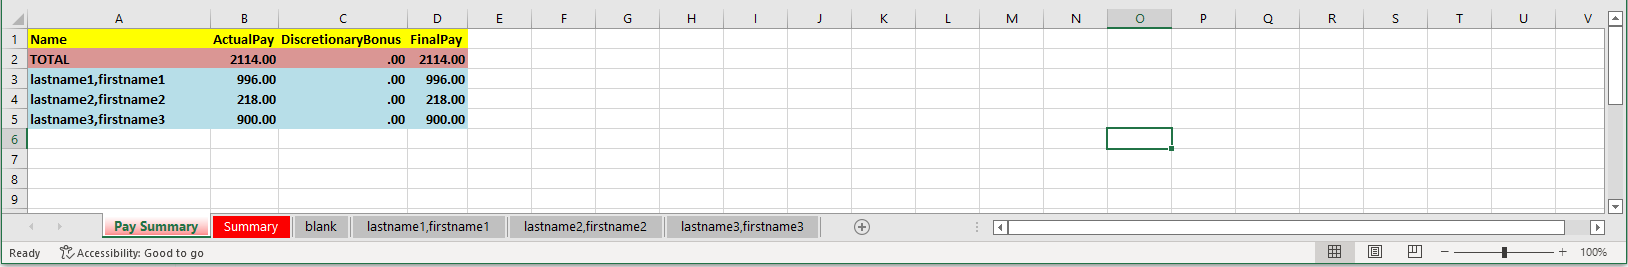 A B C D E F G H I J K L M N O P Q R S T U V
1 Name ActualPay DiscretionaryBonus FinalPay
2 TOTAL 2114.00 .00 2114.00
3 lastname1,firstname1 996.00 .00 996.00
4 lastname2,firstname2 218.00 .00 218.00
5 lastname3,firstname3 900.00 .00 900.00
6
7
8
9
Pay Summary Summary blank lastname1,firstname1 lastname2,firstname2 lastname3,firstname3
Ready Accessibility: Good to go 100%